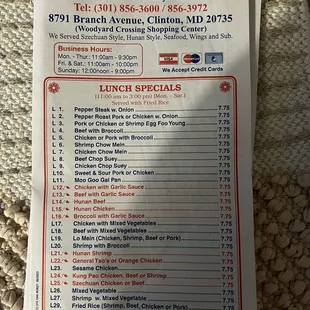 Tel: (301) 856-3600 / 856-3972
8791 Branch Avenue, Clinton, MD 20735
(Woodyard Crossing Shopping Center)
We Served Szechuan Style, Hunan Style, Seafood, Wings and Sub.
Business Hours:
Mon. - Thur.: 11:00am - 9:30pm
Fri. & Sat.: 11:00am - 10:00pm
Sunday: 12:00noon - 9:00pm
VISA
We Accept Credit Cards
LUNCH SPECIALS
(11:00 am to 3:00 pm) (Mon. - Sat.)
Served with Fried Rice
L 1. Pepper Steak w. Onion 7.75
L 2. Pepper Roast Pork or Chicken w. Onion 7.75
L 3. Pork or Chicken or Shrimp Egg Foo Young 7.75
L 4. Beef with Broccoli 7.75
L 5. Chicken or Pork with Broccoli 7.75
L 6. Shrimp Chow Mein 7.75
L 7. Chicken Chow Mein 7.75
L 8. Beef Chop Suey 7.75
L 9. Chicken Chop Suey 7.75
L10. Sweet & Sour Pork or Chicken 7.75
L11. Moo Goo Gai Pan 7.75
L12. Chicken with Garlic Sauce 7.75
L13. Beef with Garlic Sauce 7.75
L14. Hunan Beef 7.75
L15. Hunan Chicken 7.75
L16. Broccoli with Garlic Sauce 7.75
L17. Chicken with Mixed Vegetables 7.75
L18. Beef with Mixed Vegetables 7.75
L19. Lo Mein (Chicken, Shrimp, Beef or Pork) 7.75
L20. Shrimp with Broccoli 7.75
L21. Hunan Shrimp 7.75
L22. General Tso's or Orange Chicken 7.75
L23. Sesame Chicken 7.75
L24. Kung Pao Chicken, Beef or Shrimp 7.75
L25. Szechuan Chicken or Beef 7.75
L26. Mixed Vegetable 7.75
L27. Shrimp w. Mixed Vegetable 7.75
L29. Fried Rice (Shrimp, Beef, Chicken or Pork) 7.75